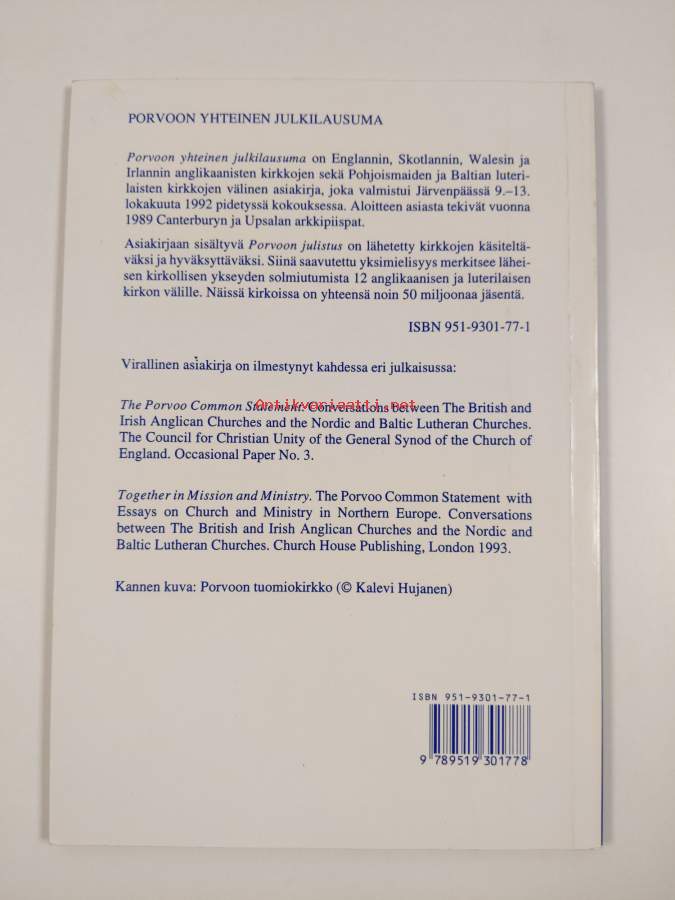 PORVOON YHTEINEN JULKILAUSUMA
Porvoon yhteinen julkilausuma on Englannin, Skotlannin, Walesin ja
Irlannin anglikaanisten kirkkojen sekä Pohjoismaiden ja Baltian luteri-
laisten kirkkojen välinen asiakirja, joka valmistui Järvenpäässä 9.–13.
lokakuuta 1992 pidetyssä kokouksessa. Aloitteen asiasta tekivät vuonna
1989 Canterburyn ja Upsalan arkkipiispat.
Asiakirjaan sisältyvä Porvoon julistus on lähetetty kirkkojen käsiteltä-
väksi ja hyväksyttäväksi. Siinä saavutettu yksimielisyys merkitsee lähei-
sen kirkollisen ykseyden solmiutumista 12 anglikaanisen ja luterilaisen
kirkon välille. Näissä kirkoissa on yhteensä noin 50 miljoonaa jäsentä.
ISBN 951-9301-77-1
Virallinen asiakirja on ilmestynyt kahdessa eri julkaisussa:
Antikvariaatti.net
The Porvoo Common Statement. Conversations between The British and
Irish Anglican Churches and the Nordic and Baltic Lutheran Churches.
The Council for Christian Unity of the General Synod of the Church of
England. Occasional Paper No. 3.
Together in Mission and Ministry. The Porvoo Common Statement with
Essays on Church and Ministry in Northern Europe. Conversations
between The British and Irish Anglican Churches and the Nordic and
Baltic Lutheran Churches. Church House Publishing, London 1993.
Kannen kuva: Porvoon tuomiokirkko (© Kalevi Hujanen)
ISBN 951-9301-77-1
9 789519 301778